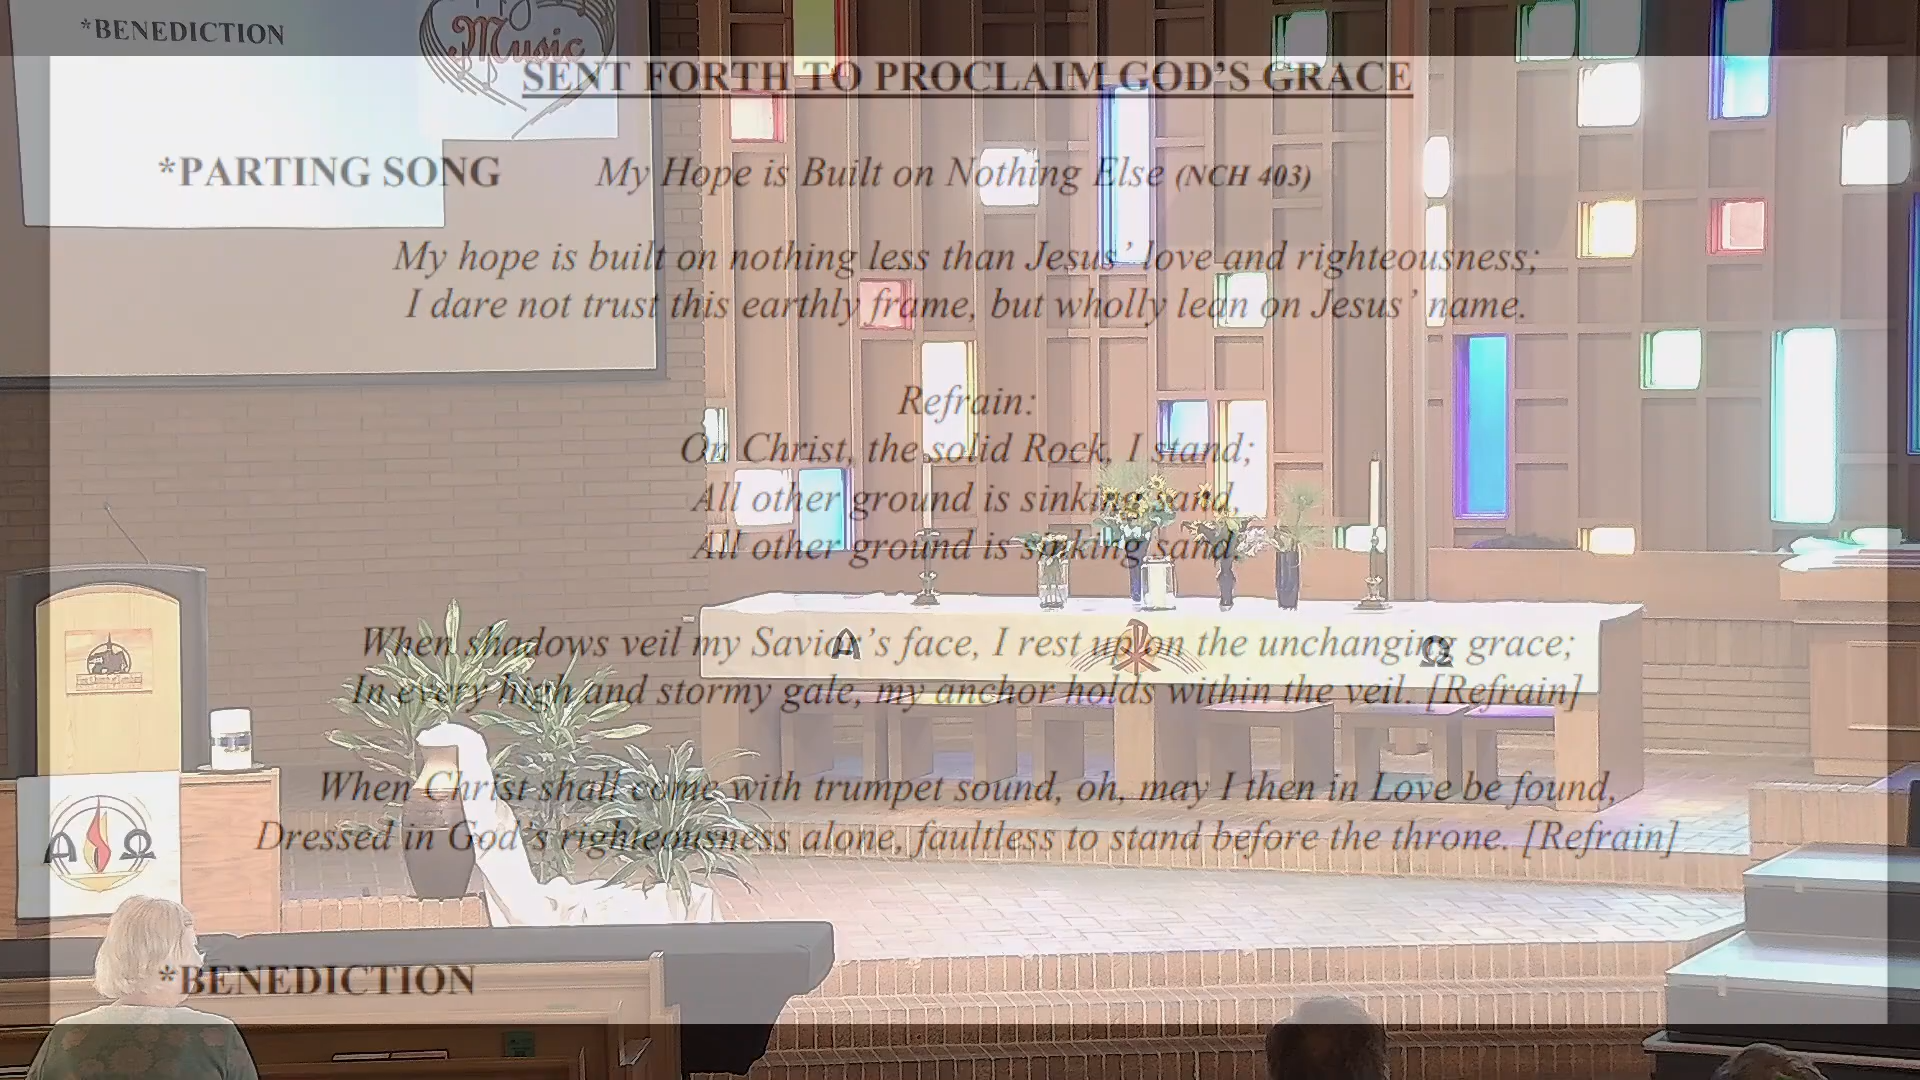 *BENEDICTION
Music
SENT FORTH TO PROCLAIM GOD'S GRACE
*PARTING SONG My Hope is Built on Nothing Else (NCH 403)
My hope is built on nothing less than Jesus' love and righteousness;
I dare not trust this earthly frame, but wholly lean on Jesus' name.
Refrain:
On Christ, the solid Rock, I stand;
All other ground is sinking sand,
All other ground is sinking sand.
When shadows veil my Savior's face, I rest upon the unchanging grace;
In every high and stormy gale, my anchor holds within the veil. [Refrain]
When Christ shall come with trumpet sound, oh, may I then in Love be found,
Dressed in God's righteousness alone, faultless to stand before the throne. [Refrain]
*BENEDICTION
Α Ω
Α Ω